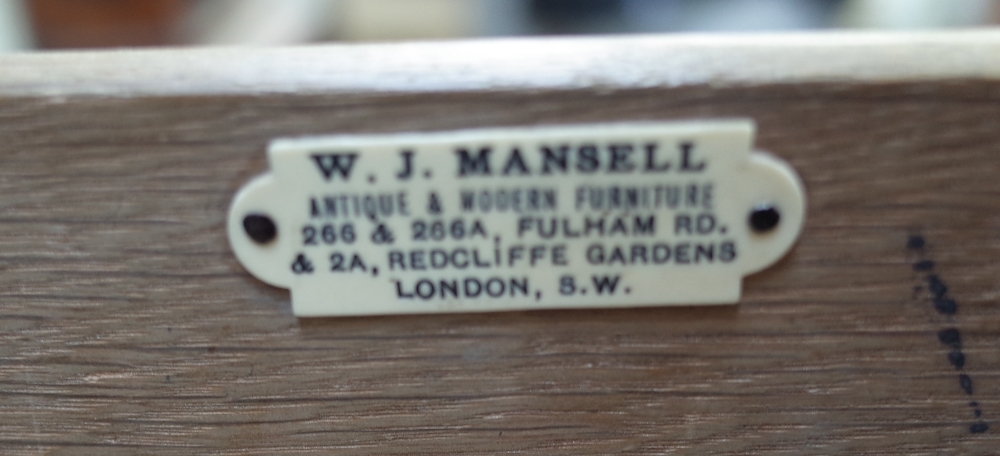 W. J. MANSELL
ANTIQUE & MODERN FURNITURE
266 & 266A, FULHAM RD.
& 2A, REDCLIFFE GARDENS
LONDON, S.W.